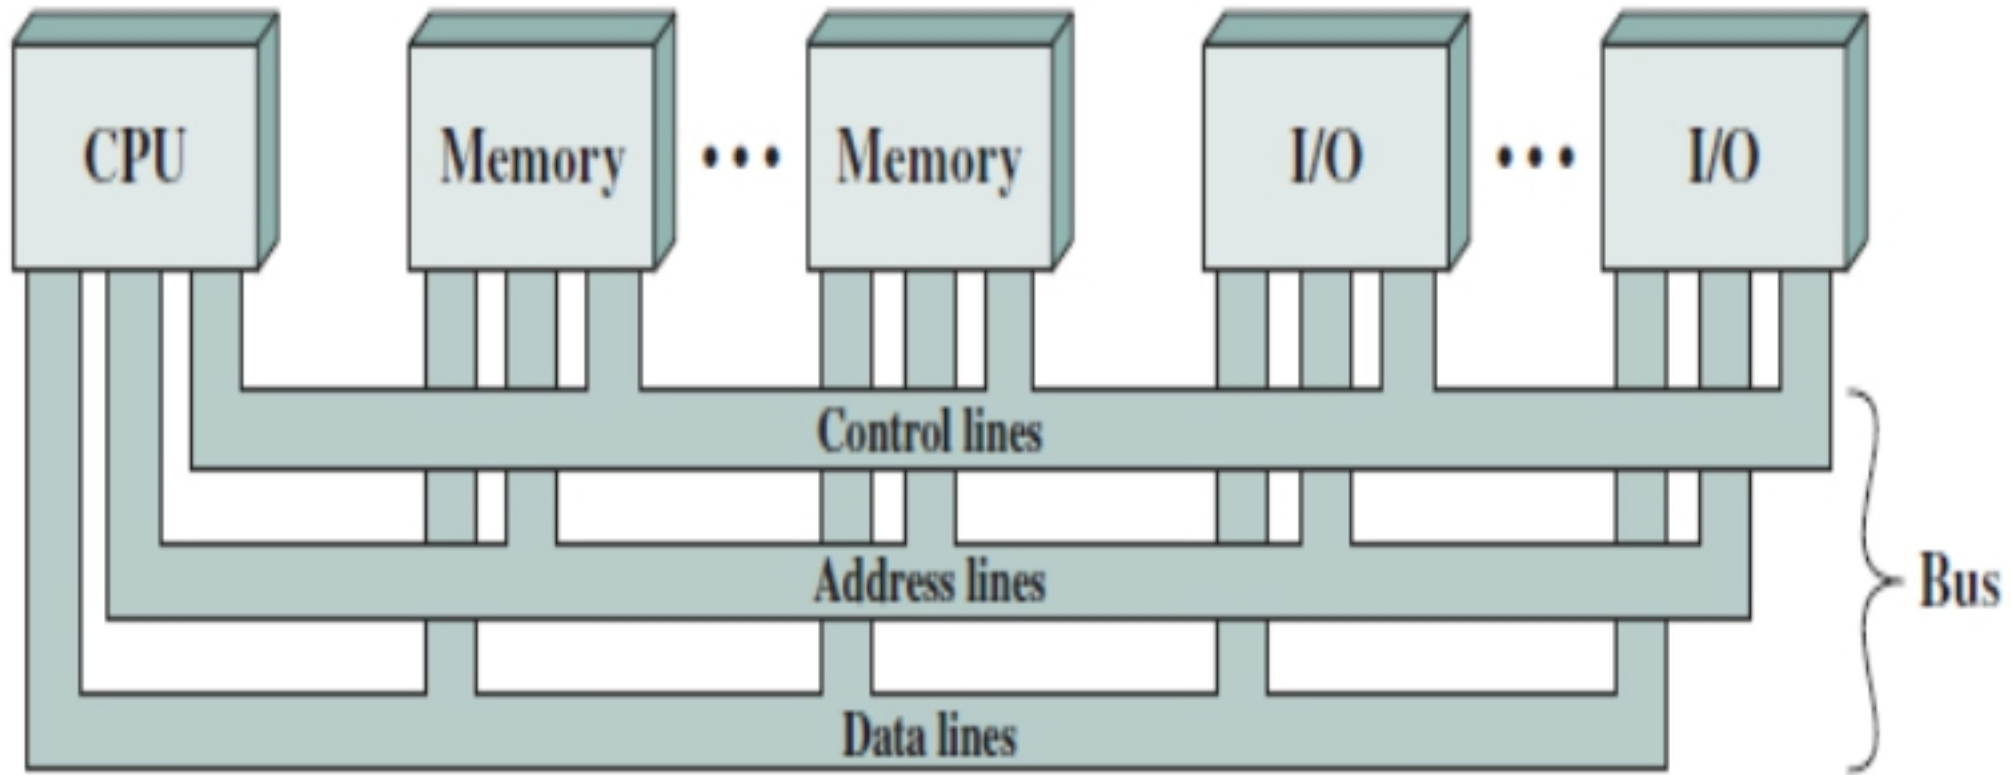 CPU
Memory
• • •
Memory
I/O
• • •
I/O
Control lines
Address lines
Data lines
Bus